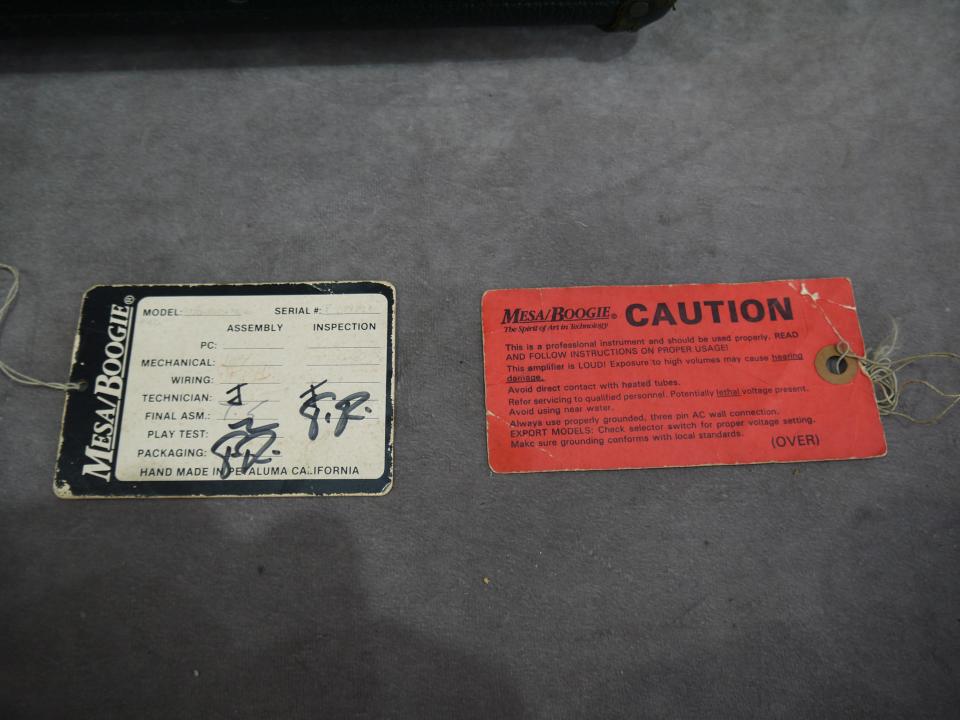 MESA/BOOGIE®
MODEL: SERIAL #:
ASSEMBLY INSPECTION
PC:
MECHANICAL:
WIRING:
TECHNICIAN:
FINAL ASM.:
PLAY TEST:
PACKAGING:
HAND MADE IN PETALUMA CALIFORNIA
MESA/BOOGIE® CAUTION
The Spirit of Art in Technology
This is a professional instrument and should be used properly. READ
AND FOLLOW INSTRUCTIONS ON PROPER USAGE!
This amplifier is LOUD! Exposure to high volumes may cause hearing
damage.
Avoid direct contact with heated tubes.
Refer servicing to qualified personnel. Potentially lethal voltage present.
Avoid using near water.
Always use properly grounded, three pin AC wall connection.
EXPORT MODELS: Check selector switch for proper voltage setting.
Make sure grounding conforms with local standards.
(OVER)